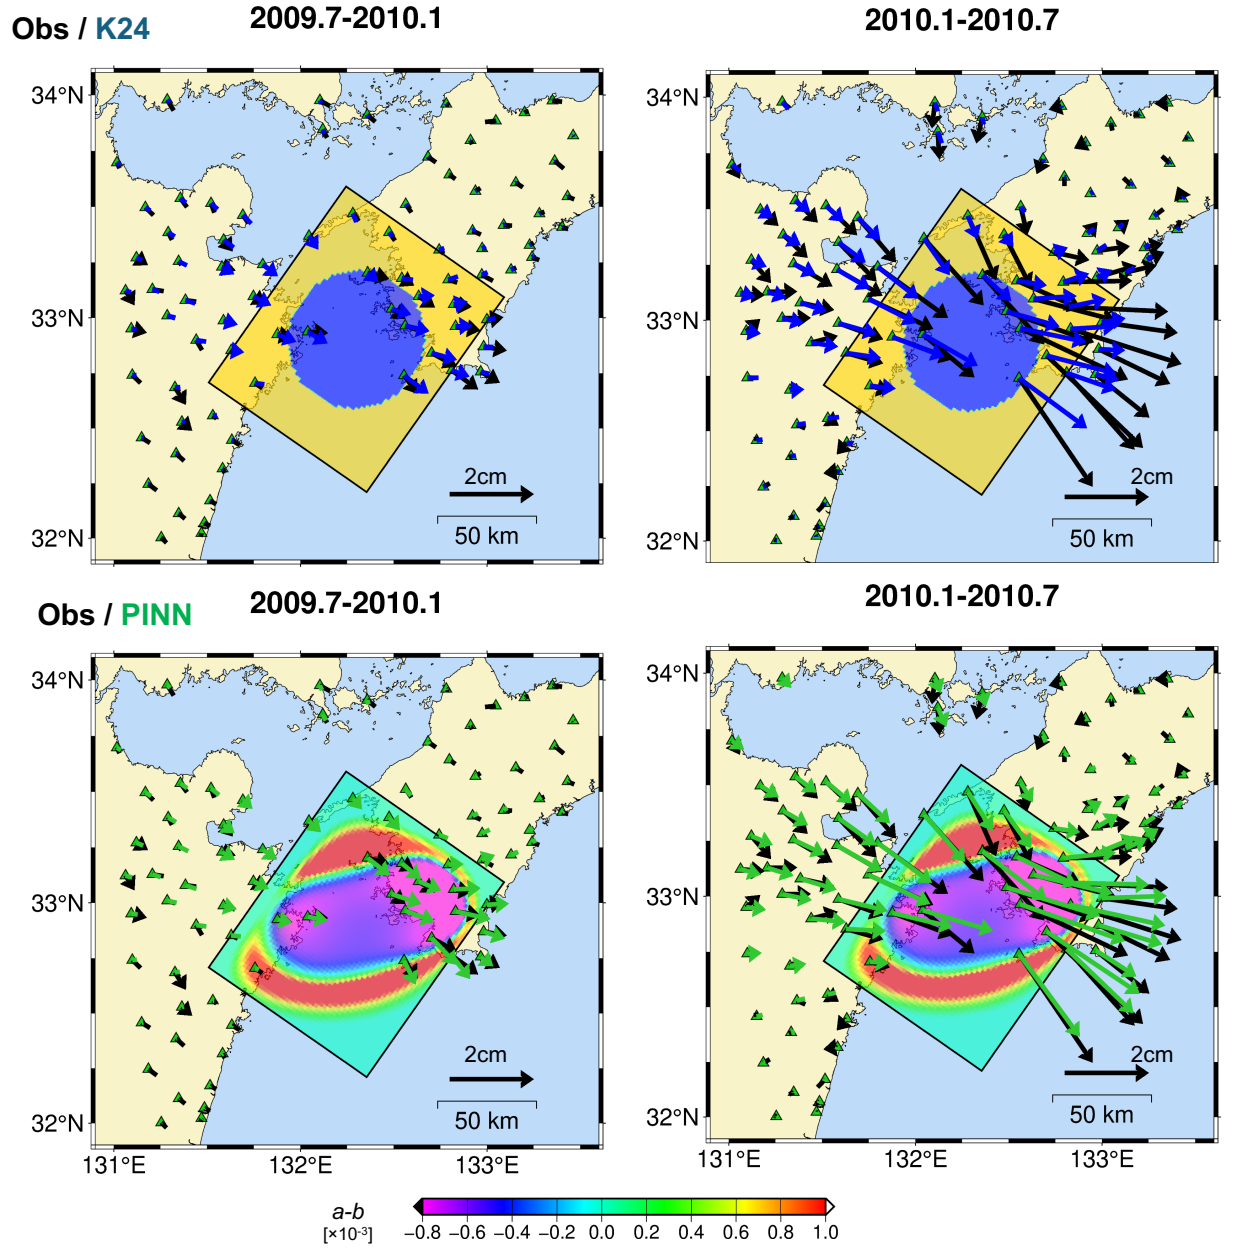 Obs / K24
2009.7-2010.1
2010.1-2010.7
34°N
33°N
32°N
2cm
50 km
34°N
33°N
32°N
2cm
50 km
Obs / PINN
2009.7-2010.1
2010.1-2010.7
34°N
33°N
32°N
2cm
50 km
131°E 132°E 133°E
34°N
33°N
32°N
2cm
50 km
131°E 132°E 133°E
a-b
[×10⁻³]
−0.8 −0.6 −0.4 −0.2 0.0 0.2 0.4 0.6 0.8 1.0